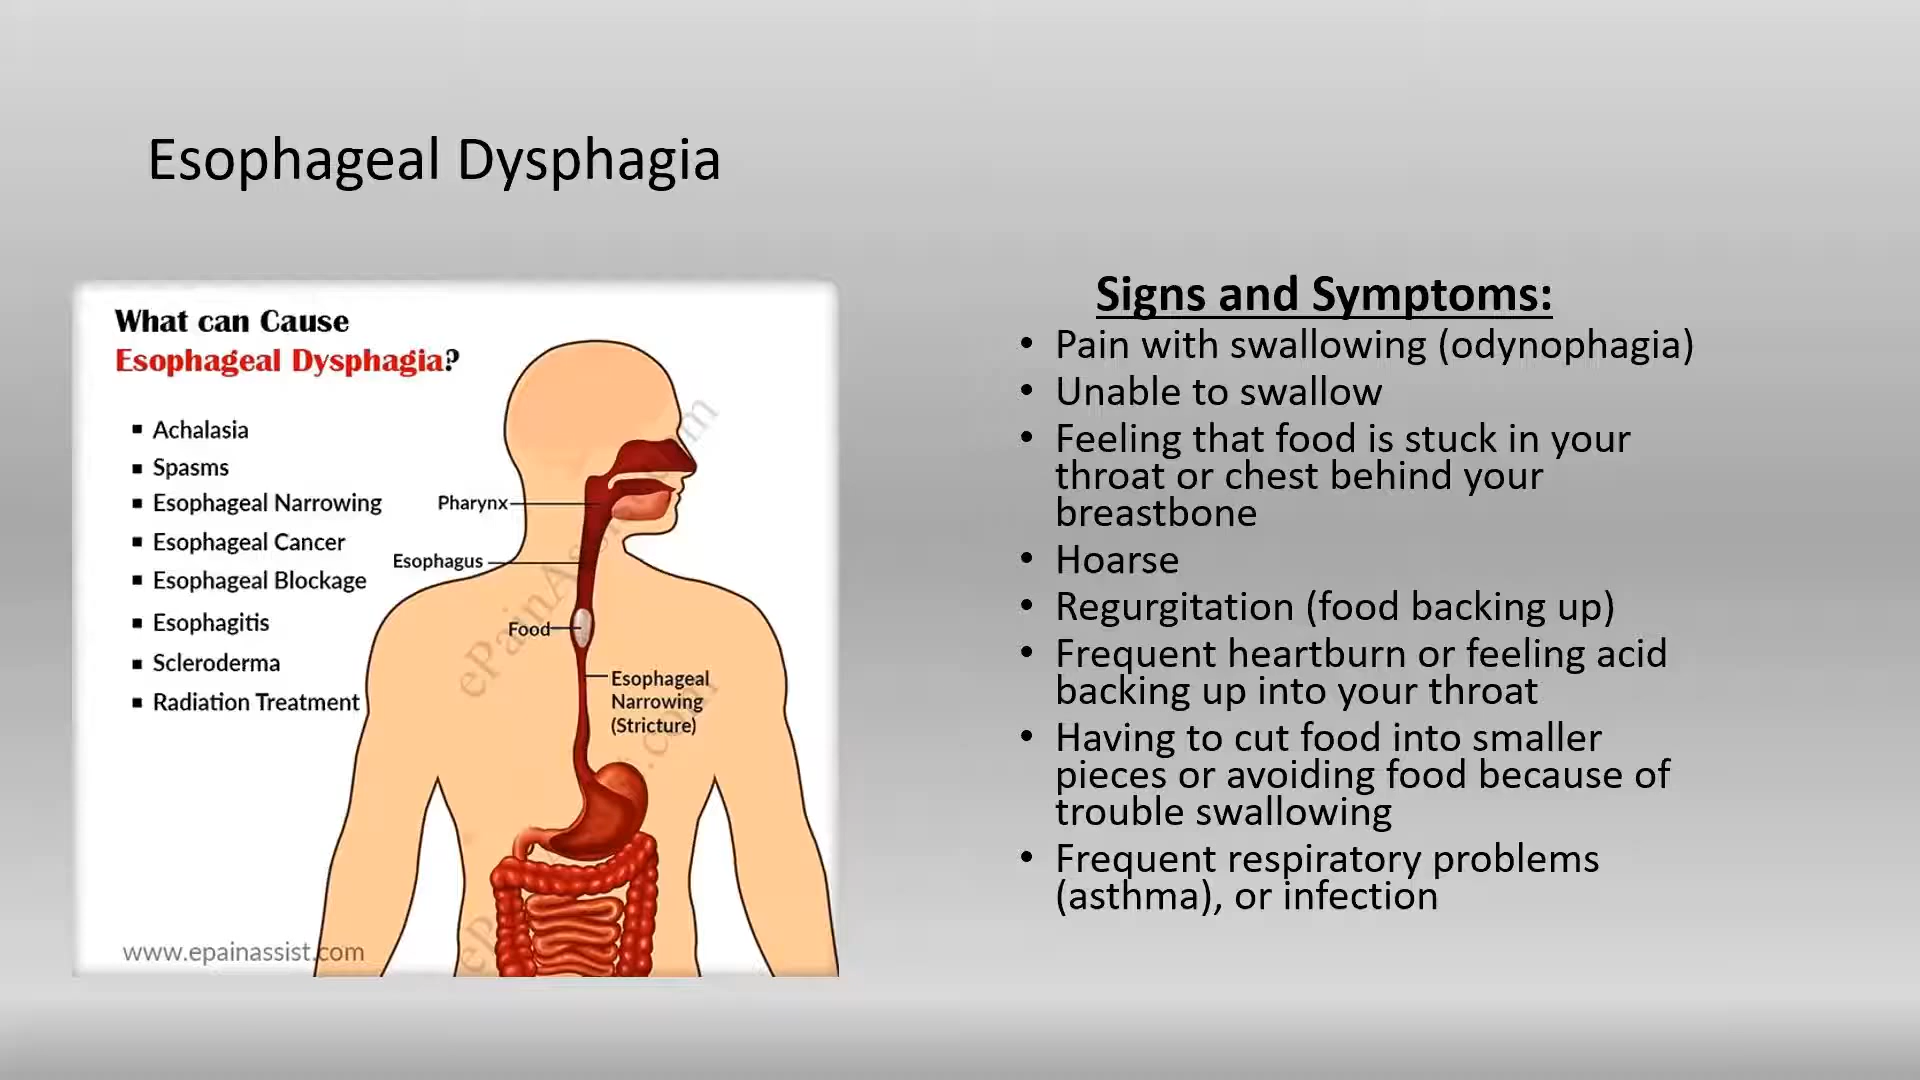 Esophageal Dysphagia
What can Cause
Esophageal Dysphagia?
▪ Achalasia
▪ Spasms
▪ Esophageal Narrowing
▪ Esophageal Cancer
▪ Esophageal Blockage
▪ Esophagitis
▪ Scleroderma
▪ Radiation Treatment
Pharynx
Esophagus
Food
Esophageal
Narrowing
(Stricture)
www.epainassist.com
Signs and Symptoms:
• Pain with swallowing (odynophagia)
• Unable to swallow
• Feeling that food is stuck in your
throat or chest behind your
breastbone
• Hoarse
• Regurgitation (food backing up)
• Frequent heartburn or feeling acid
backing up into your throat
• Having to cut food into smaller
pieces or avoiding food because of
trouble swallowing
• Frequent respiratory problems
(asthma), or infection